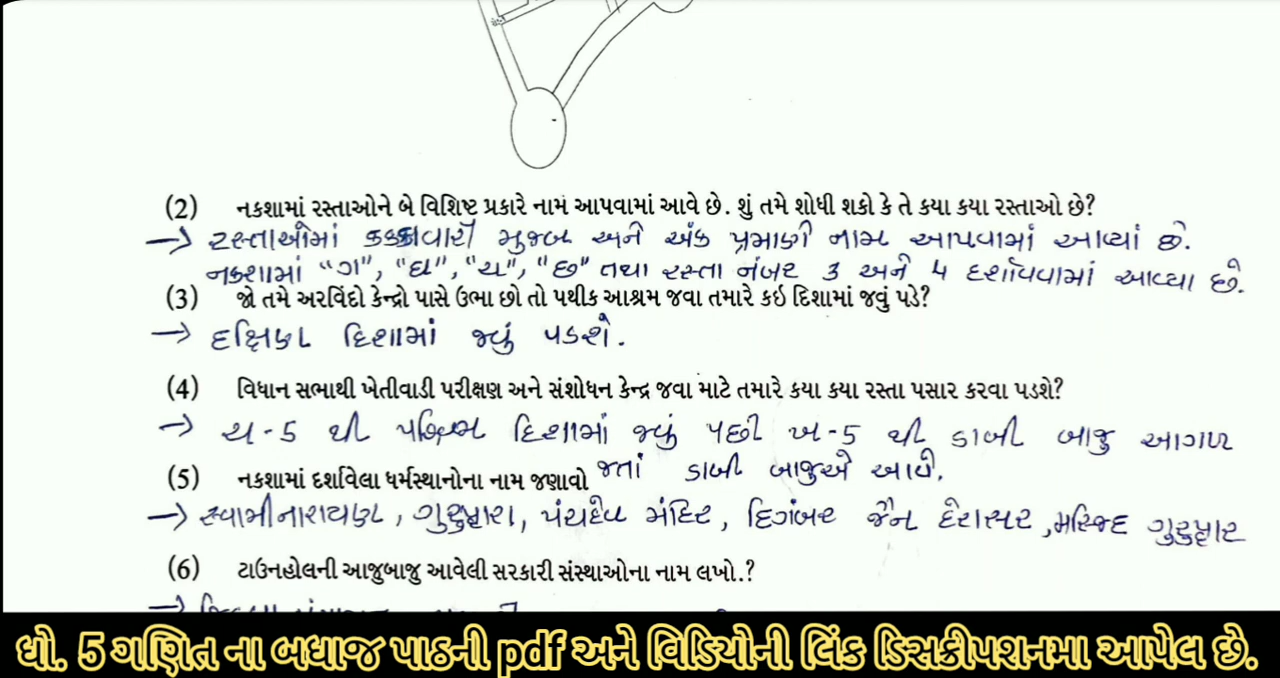 (2) નકશામાં રસ્તાઓને બે વિશિષ્ટ પ્રકારે નામ આપવામાં આવે છે. શું તમે શોધી શકો કે તે કયા કયા રસ્તાઓ છે?
→ રસ્તાઓમાં કક્કાવારી મુજબ અને અંક પ્રમાણે નામ આપવામાં આવ્યાં છે.
નકશામાં "ગ", "ઘ", "ચ", "છ" તથા રસ્તા નંબર ૩ અને ૫ દર્શાવવામાં આવ્યા છે.
(3) જો તમે અરવિંદો કેન્દ્રો પાસે ઉભા છો તો પથીક આશ્રમ જવા તમારે કઇ દિશામાં જવું પડે?
→ દક્ષિણ દિશામાં જવું પડશે.
(4) વિધાન સભાથી ખેતીવાડી પરીક્ષણ અને સંશોધન કેન્દ્ર જવા માટે તમારે કયા કયા રસ્તા પસાર કરવા પડશે?
→ ચ-5 થી પશ્ચિમ દિશામાં જવું પછી ખ-5 થી ડાબી બાજુ આગળ
જતાં ડાબી બાજુએ આવે.
(5) નકશામાં દર્શાવેલા ધર્મસ્થાનોના નામ જણાવો
→ સ્વામીનારાયણ, ગુરુદ્વારા, પંચદેવ મંદિર, દિગંબર જૈન દેરાસર, મસ્જિદ ગુરુદ્વાર
(6) ટાઉનહોલની આજુબાજુ આવેલી સરકારી સંસ્થાઓના નામ લખો.?
ધો. 5 ગણિત ના બધાજ પાઠની pdf અને વિડિયોની લિંક ડિસક્રીપશનમા આપેલ છે.